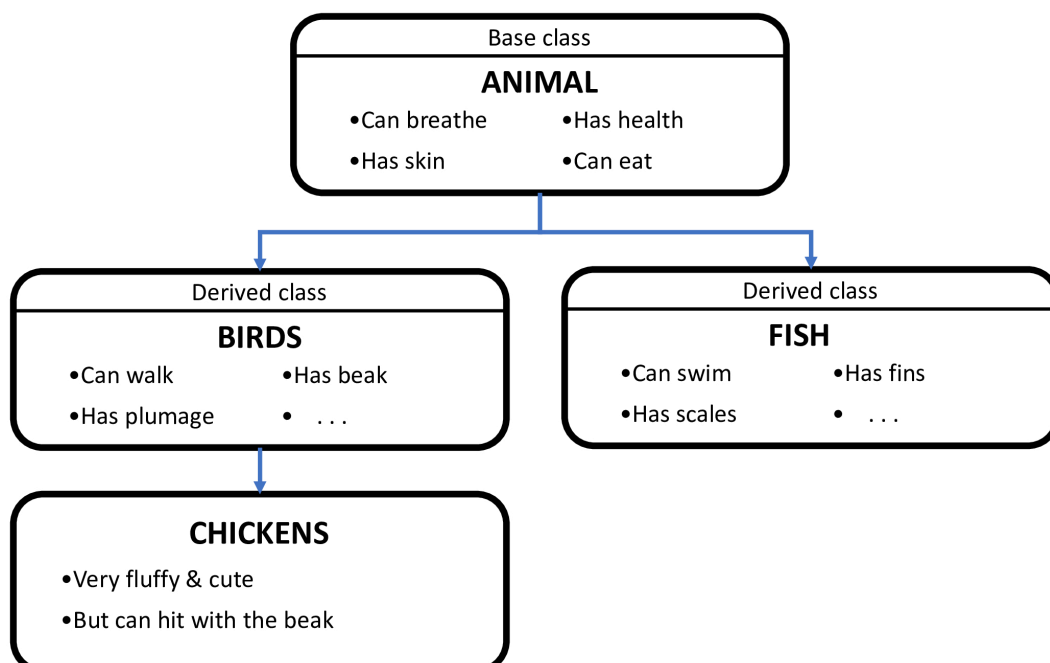 Base class
ANIMAL
•Can breathe •Has health
•Has skin •Can eat
Derived class
BIRDS
•Can walk •Has beak
•Has plumage • . . .
Derived class
FISH
•Can swim •Has fins
•Has scales • . . .
CHICKENS
•Very fluffy & cute
•But can hit with the beak